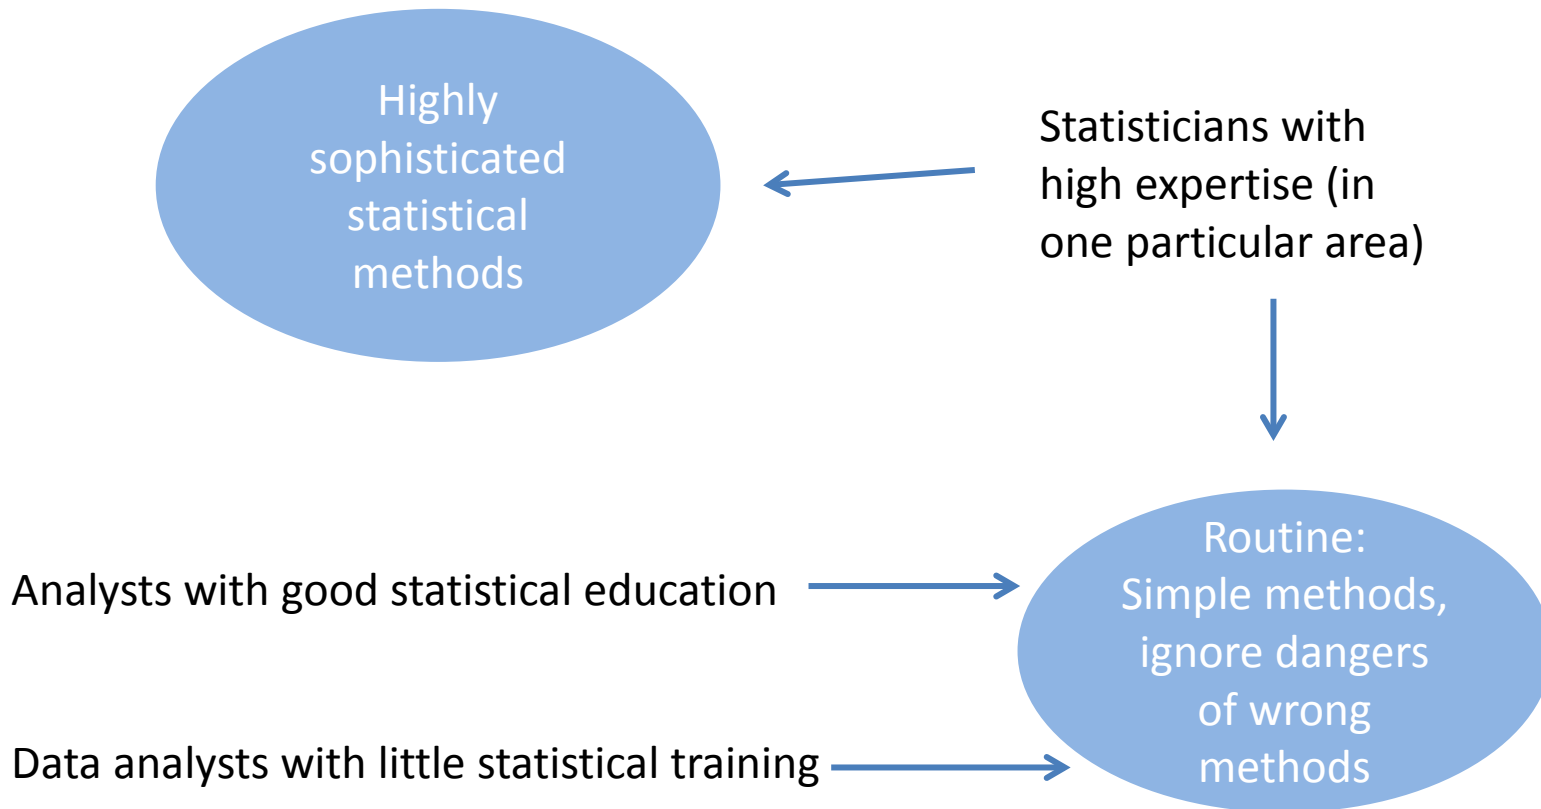 Highly
sophisticated
statistical
methods
Statisticians with
high expertise (in
one particular area)
Analysts with good statistical education
Routine:
Simple methods,
ignore dangers
of wrong
methods
Data analysts with little statistical training